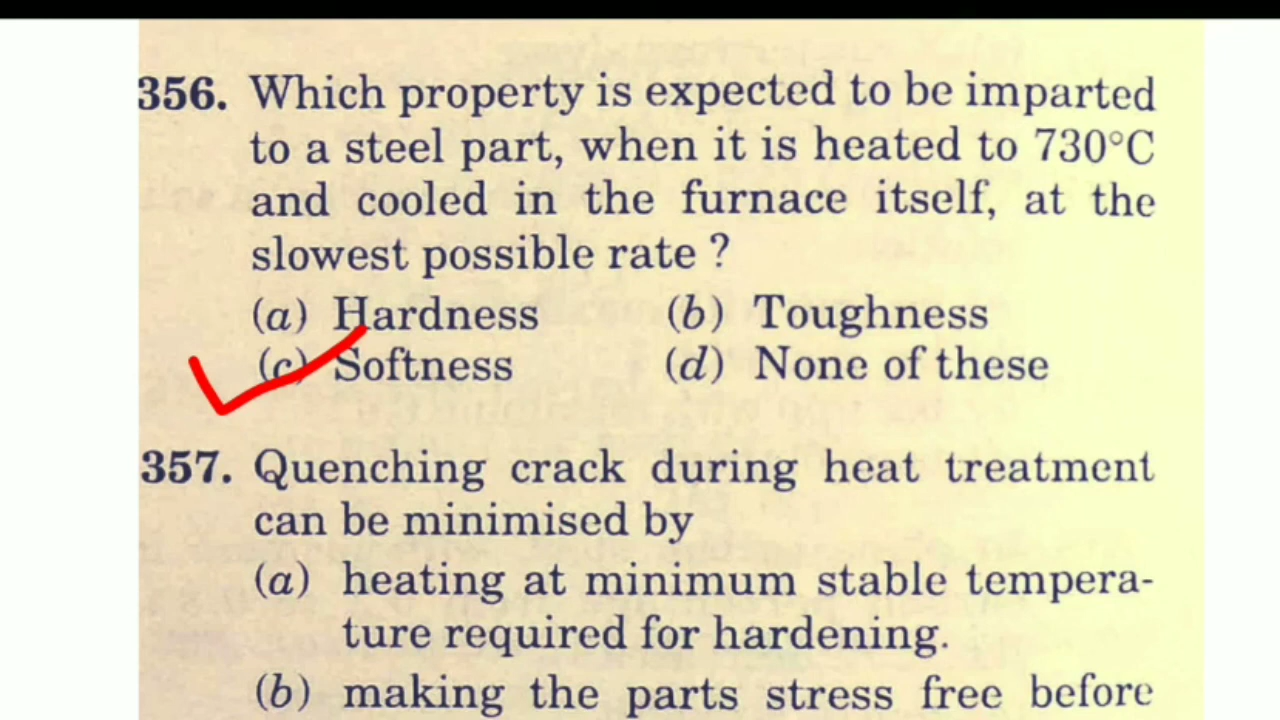 356. Which property is expected to be imparted
to a steel part, when it is heated to 730°C
and cooled in the furnace itself, at the
slowest possible rate ?
(a) Hardness (b) Toughness
(c) Softness (d) None of these
357. Quenching crack during heat treatment
can be minimised by
(a) heating at minimum stable tempera-
ture required for hardening.
(b) making the parts stress free before